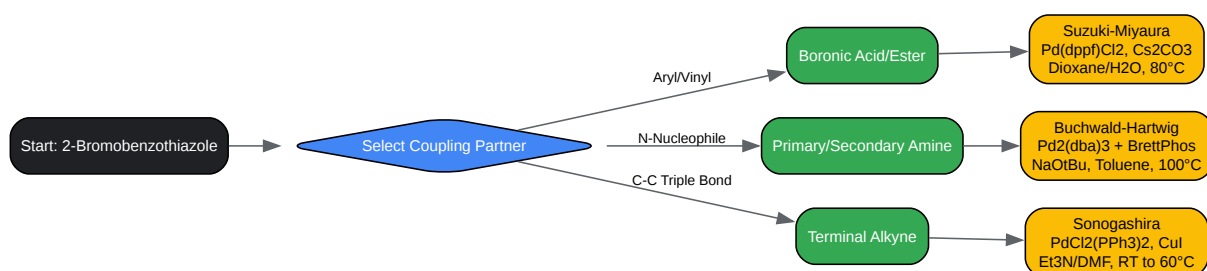 Start: 2-Bromobenzothiazole
Select Coupling Partner
Aryl/Vinyl
Boronic Acid/Ester
Suzuki-Miyaura
Pd(dppf)Cl2, Cs2CO3
Dioxane/H2O, 80°C
N-Nucleophile
Primary/Secondary Amine
Buchwald-Hartwig
Pd2(dba)3 + BrettPhos
NaOtBu, Toluene, 100°C
C-C Triple Bond
Terminal Alkyne
Sonogashira
PdCl2(PPh3)2, CuI
Et3N/DMF, RT to 60°C